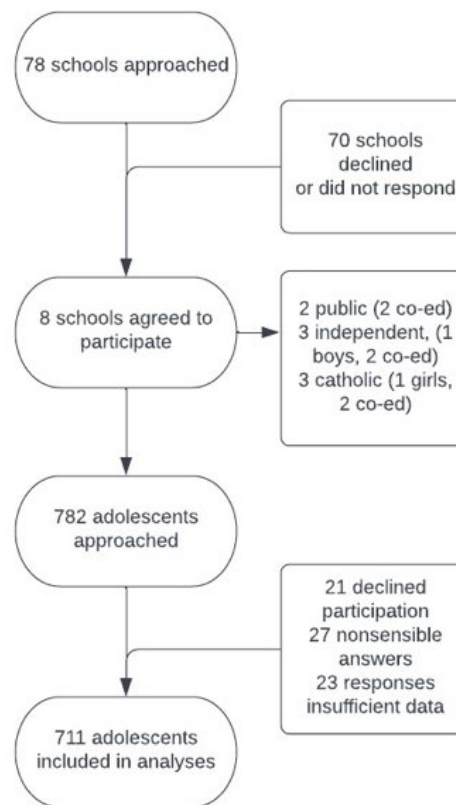 78 schools approached
70 schools
declined
or did not respond
8 schools agreed to
participate
2 public (2 co-ed)
3 independent, (1
boys, 2 co-ed)
3 catholic (1 girls,
2 co-ed)
782 adolescents
approached
21 declined
participation
27 nonsensible
answers
23 responses
insufficient data
711 adolescents
included in analyses